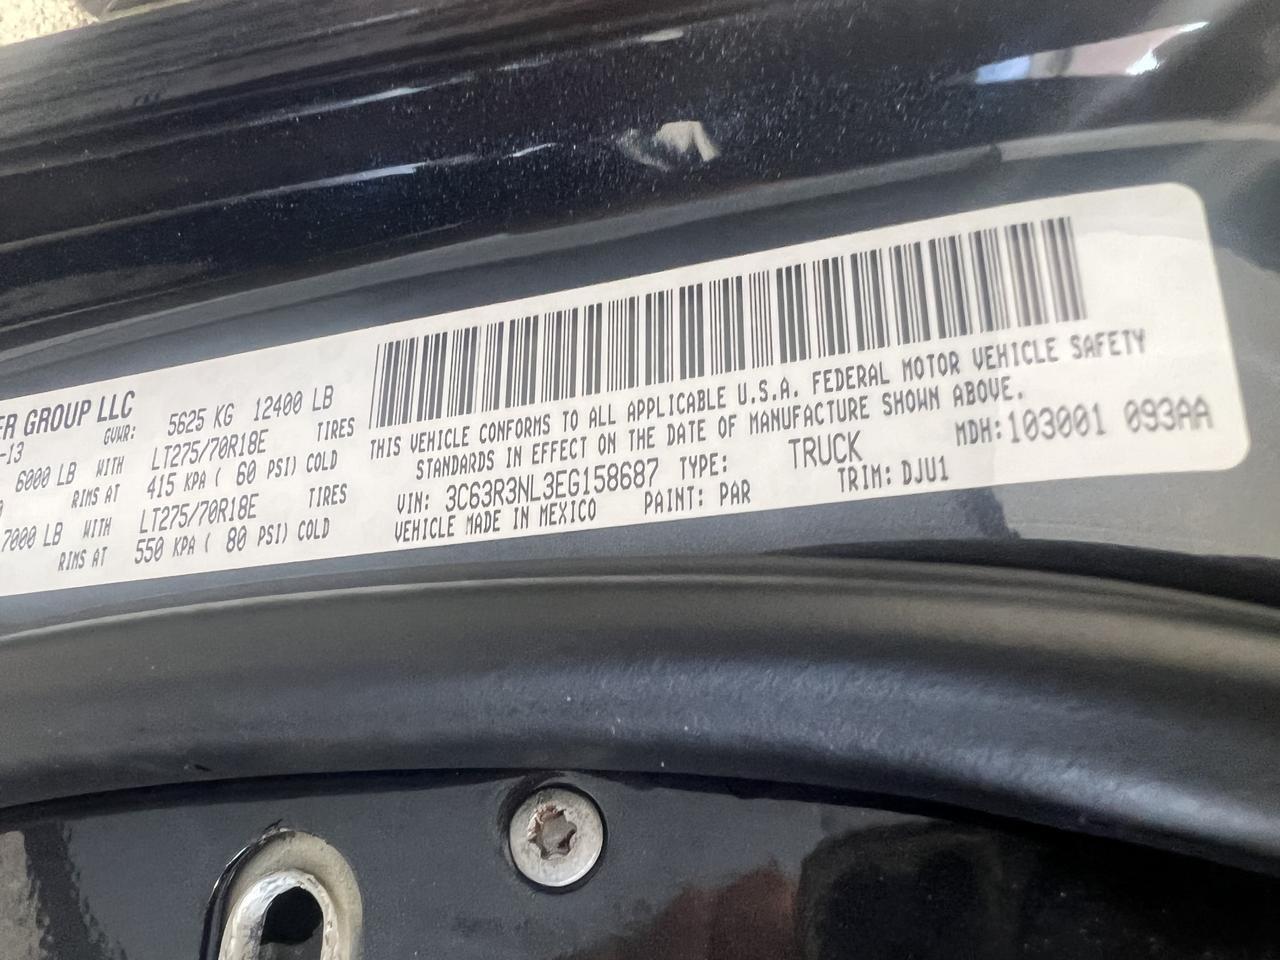 ER GROUP LLC
-13
GVWR: 5625 KG 12400 LB
6000 LB WITH LT275/70R18E TIRES
RIMS AT 415 KPA ( 60 PSI) COLD
7000 LB WITH LT275/70R18E TIRES
RIMS AT 550 KPA ( 80 PSI) COLD
THIS VEHICLE CONFORMS TO ALL APPLICABLE U.S.A. FEDERAL MOTOR VEHICLE SAFETY
STANDARDS IN EFFECT ON THE DATE OF MANUFACTURE SHOWN ABOVE.
VIN: 3C63R3NL3EG158687 TYPE: TRUCK MDH:103001 093AA
VEHICLE MADE IN MEXICO PAINT: PAR TRIM: DJU1